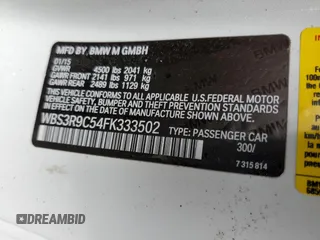 MFD. BY: BMW M GMBH
01/15
GVWR 4500 lbs 2041 kg
GAWR FRONT 2141 lbs 971 kg
GAWR REAR 2489 lbs 1129 kg
THIS VEHICLE CONFORMS TO ALL APPLICABLE U.S. FEDERAL MOTOR
VEHICLE SAFETY, BUMPER AND THEFT PREVENTION STANDARDS
IN EFFECT ON THE DATE OF MANUFACTURE SHOWN ABOVE.
WBS3R9C54FK333502 TYPE: PASSENGER CAR
300/
7 315 814
DREAMBID